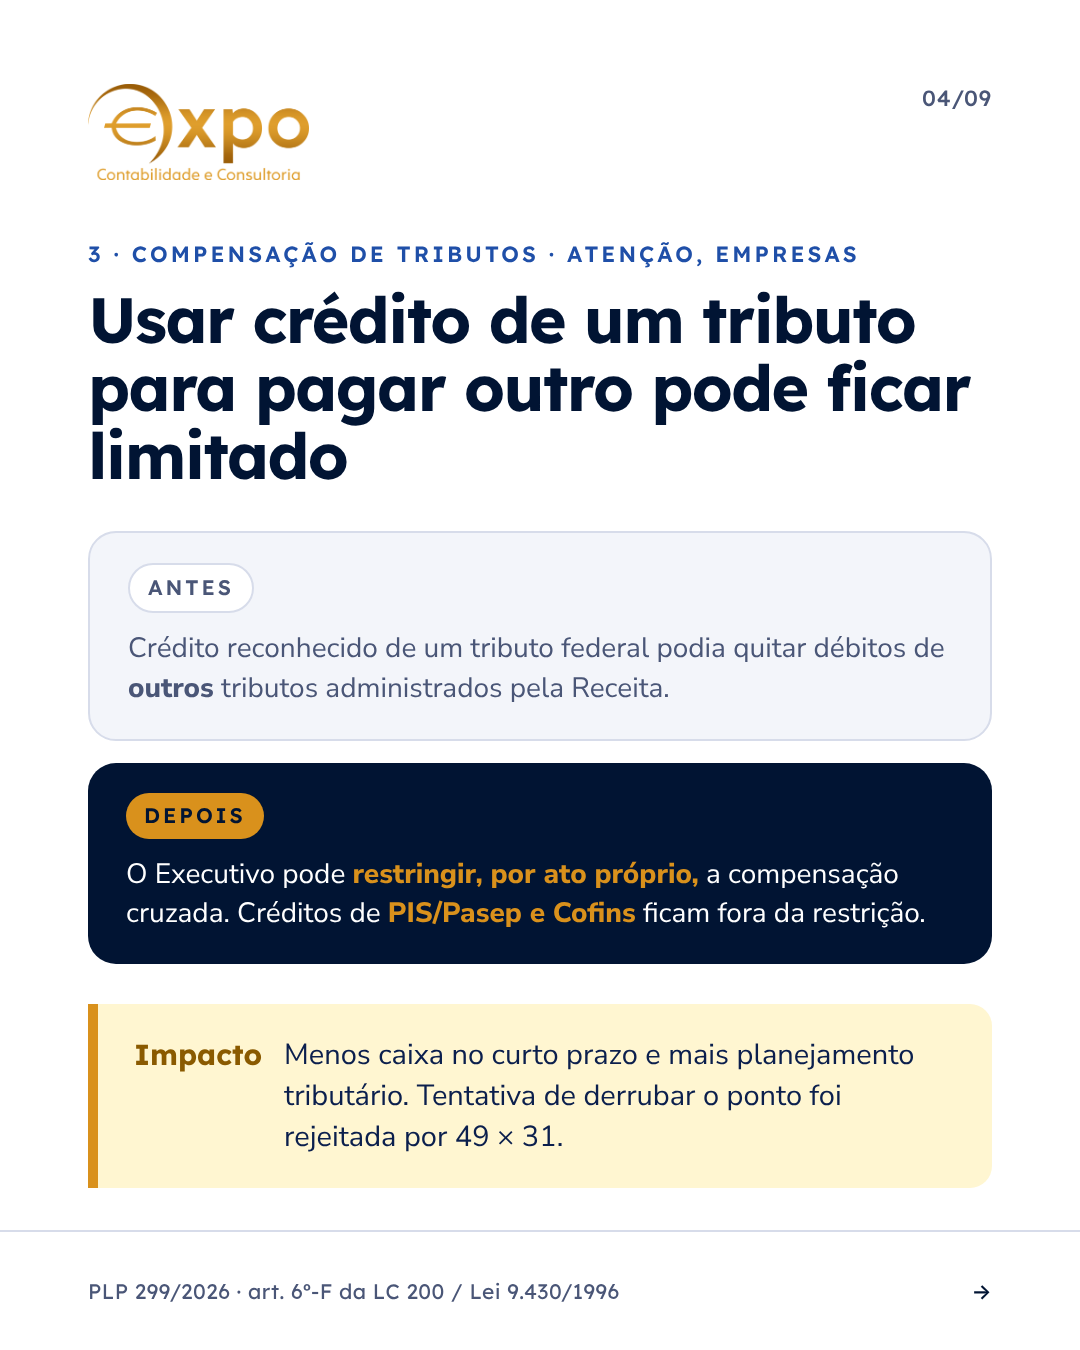 Expo
04/09
Contabilidade e Consultoria
3 · COMPENSAÇÃO DE TRIBUTOS · ATENÇÃO, EMPRESAS
Usar crédito de um tributo
para pagar outro pode ficar
limitado
ANTES
Crédito reconhecido de um tributo federal podia quitar débitos de
outros tributos administrados pela Receita.
DEPOIS
O Executivo pode restringir, por ato próprio, a compensação
cruzada. Créditos de PIS/Pasep e Cofins ficam fora da restrição.
Impacto Menos caixa no curto prazo e mais planejamento
tributário. Tentativa de derrubar o ponto foi
rejeitada por 49 × 31.
PLP 299/2026 · art. 6º-F da LC 200 / Lei 9.430/1996 →